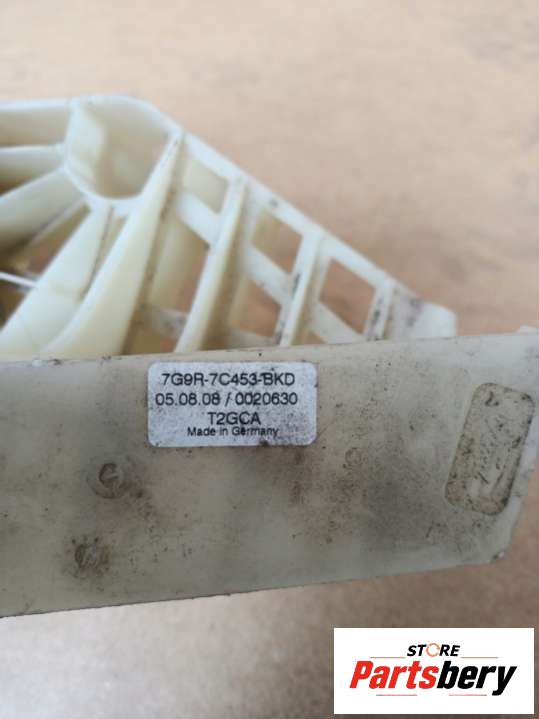 7G9R-7C453-BKD
05.08.08 / 0020630
T2GCA
Made in Germany
STORE
Partsbery